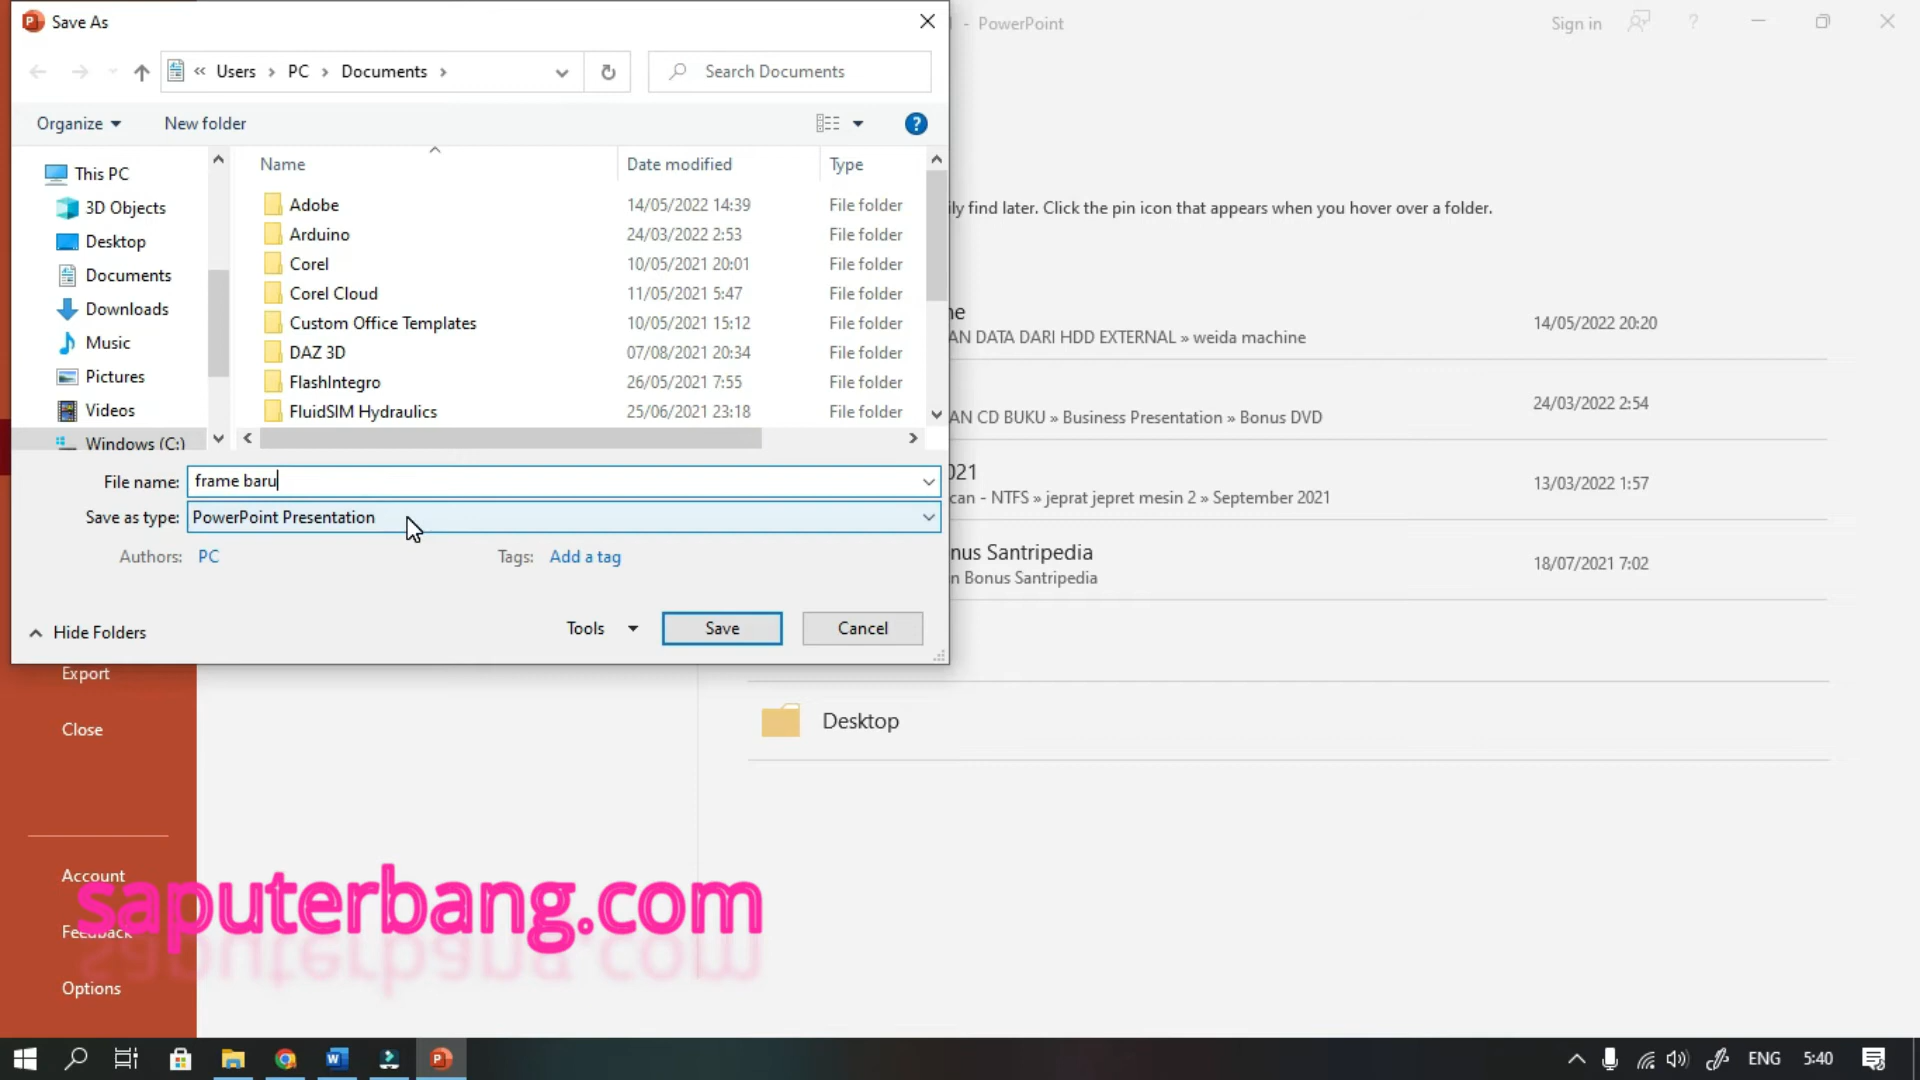 Save As
- PowerPoint
Sign in
?
« Users > PC > Documents >
Search Documents
Organize
New folder
?
This PC
3D Objects
Desktop
Documents
Downloads
Music
Pictures
Videos
Windows (C:)
Name Date modified Type
Adobe 14/05/2022 14:39 File folder
Arduino 24/03/2022 2:53 File folder
Corel 10/05/2021 20:01 File folder
Corel Cloud 11/05/2021 5:47 File folder
Custom Office Templates 10/05/2021 15:12 File folder
DAZ 3D 07/08/2021 20:34 File folder
FlashIntegro 26/05/2021 7:55 File folder
FluidSIM Hydraulics 25/06/2021 23:18 File folder
File name: frame baru
Save as type: PowerPoint Presentation
Authors: PC
Tags: Add a tag
Hide Folders
Tools
Save
Cancel
ily find later. Click the pin icon that appears when you hover over a folder.
ne
AN DATA DARI HDD EXTERNAL » weida machine
14/05/2022 20:20
AN CD BUKU » Business Presentation » Bonus DVD
24/03/2022 2:54
021
can - NTFS » jeprat jepret mesin 2 » September 2021
13/03/2022 1:57
nus Santripedia
n Bonus Santripedia
18/07/2021 7:02
Desktop
Export
Close
Account
Feedback
Options
saputerbang.com
ENG
5:40